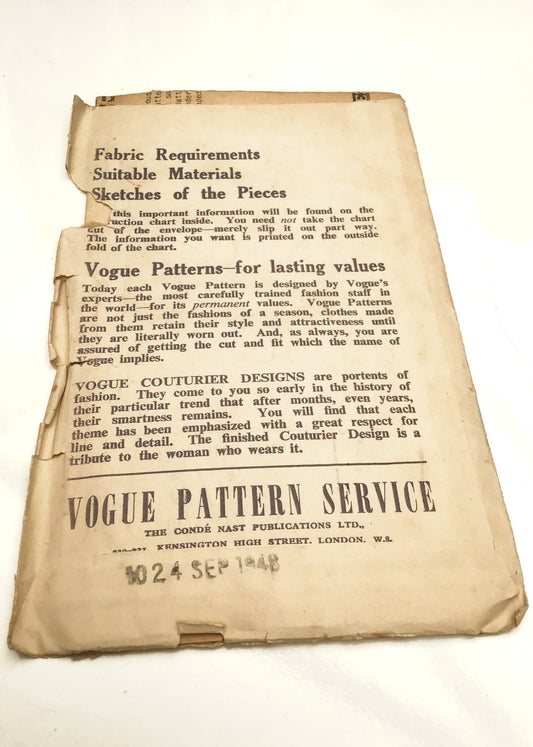 Fabric Requirements
Suitable Materials
Sketches of the Pieces
this important information will be found on the
uction chart inside. You need not take the chart
out of the envelope—merely slip it out part way.
The information you want is printed on the outside
fold of the chart.
Vogue Patterns—for lasting values
Today each Vogue Pattern is designed by Vogue's
experts—the most carefully trained fashion staff in
the world—for its permanent values. Vogue Patterns
are not just the fashions of a season, clothes made
from them retain their style and attractiveness until
they are literally worn out. And, as always, you are
assured of getting the cut and fit which the name of
Vogue implies.
VOGUE COUTURIER DESIGNS are portents of
fashion. They come to you so early in the history of
their particular trend that after months, even years,
their smartness remains. You will find that each
theme has been emphasized with a great respect for
line and detail. The finished Couturier Design is a
tribute to the woman who wears it.
VOGUE PATTERN SERVICE
THE CONDÉ NAST PUBLICATIONS LTD.,
KENSINGTON HIGH STREET, LONDON, W.8.
24 SEP 1948